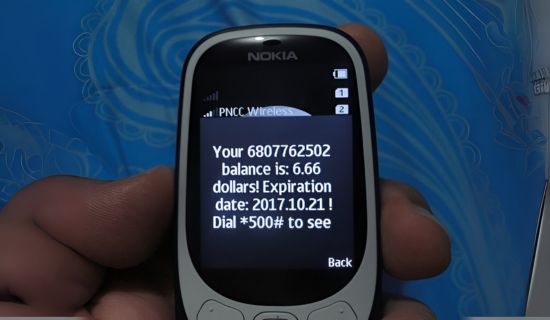 NOKIA
1
PNCC Wireless
2
Your 6807762502
balance is: 6.66
dollars! Expiration
date: 2017.10.21 !
Dial *500# to see
Back